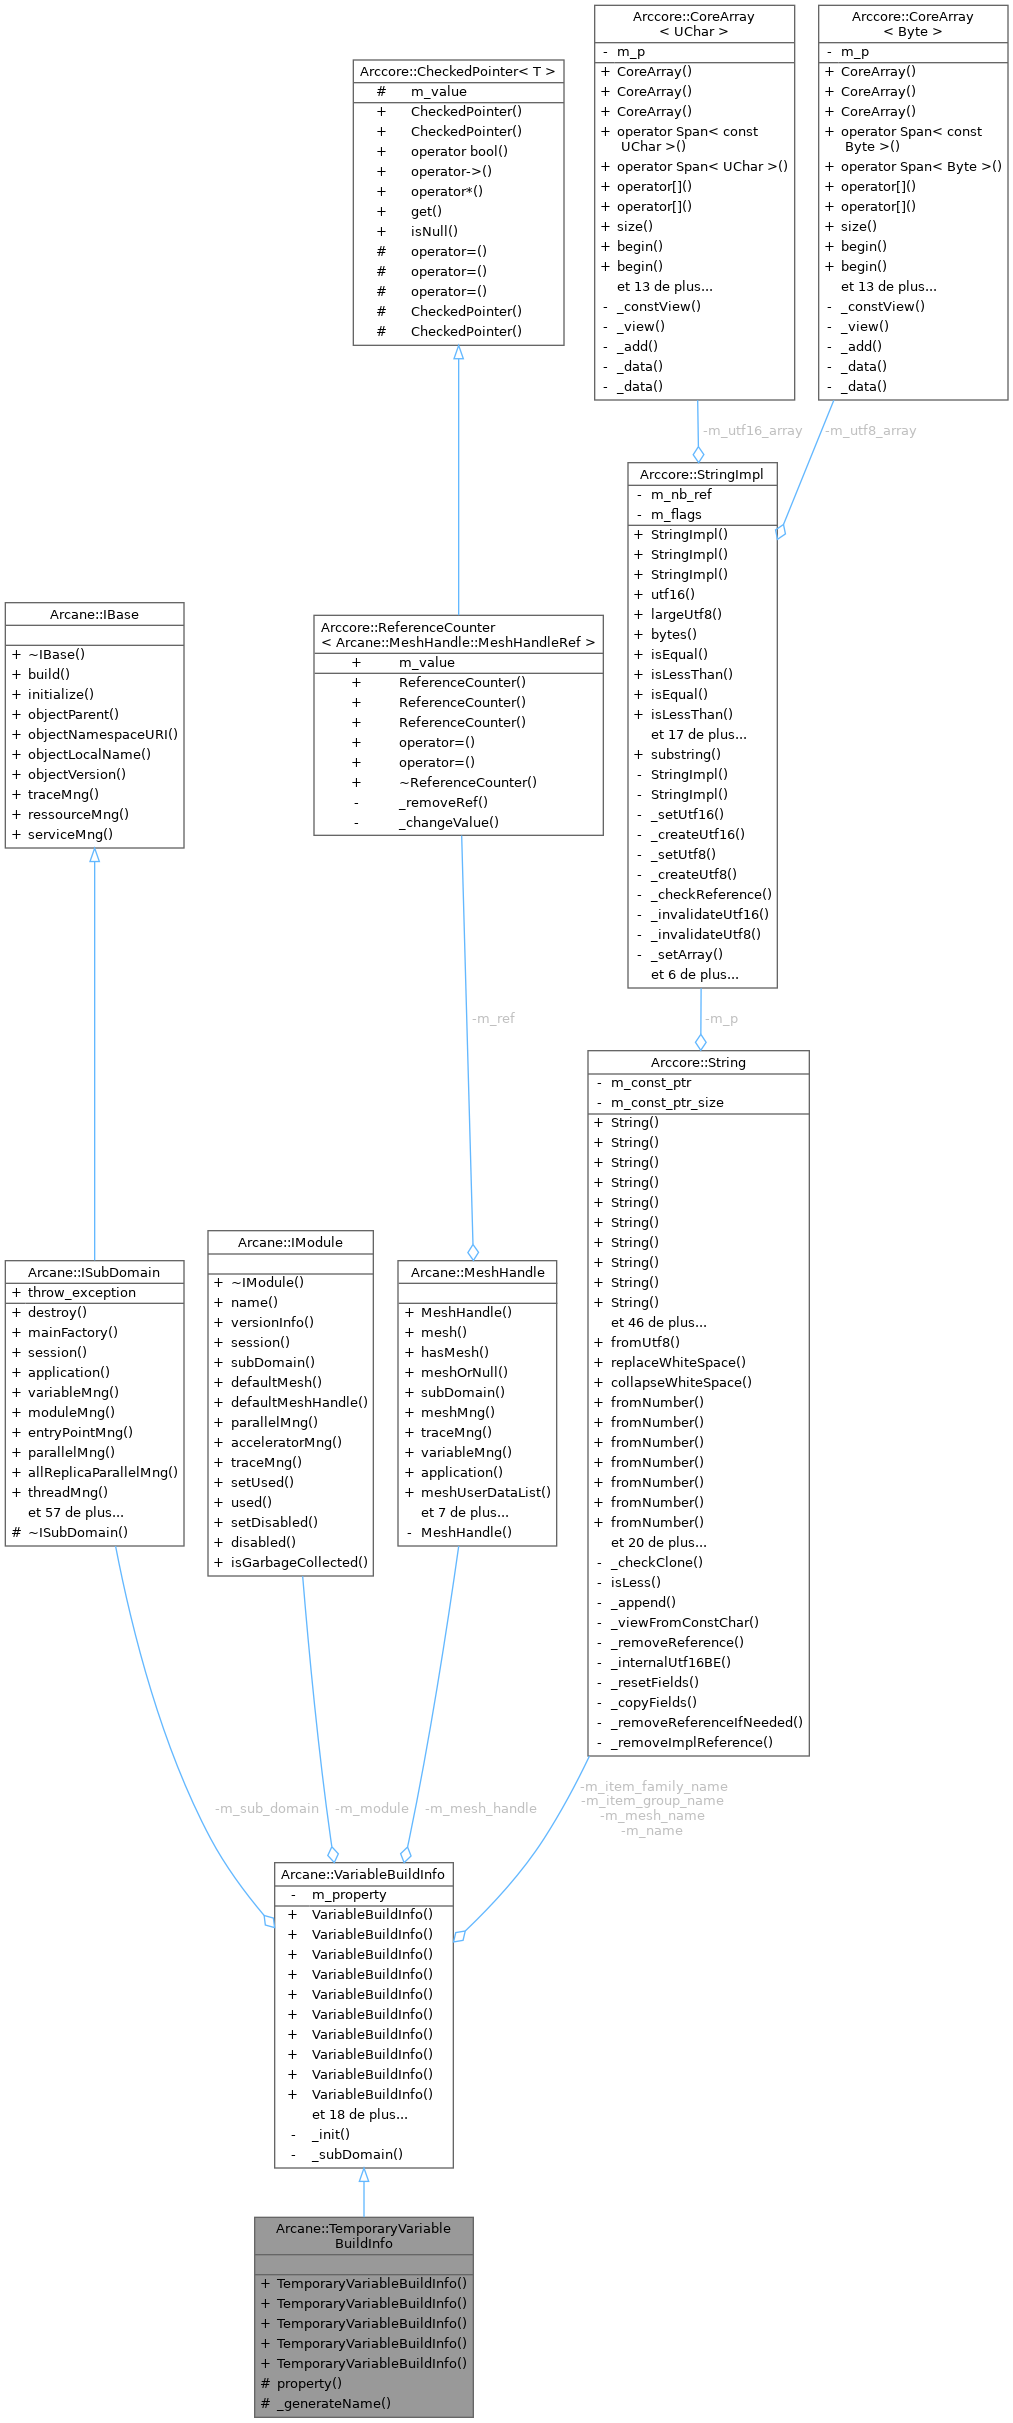 Arccore::CoreArray
< UChar >
- m_p
+ CoreArray()
+ CoreArray()
+ CoreArray()
+ operator Span< const
UChar >()
+ operator Span< UChar >()
+ operator[]()
+ operator[]()
+ size()
+ begin()
+ begin()
et 13 de plus...
- _constView()
- _view()
- _add()
- _data()
- _data()
Arccore::CoreArray
< Byte >
- m_p
+ CoreArray()
+ CoreArray()
+ CoreArray()
+ operator Span< const
Byte >()
+ operator Span< Byte >()
+ operator[]()
+ operator[]()
+ size()
+ begin()
+ begin()
et 13 de plus...
- _constView()
- _view()
- _add()
- _data()
- _data()
Arccore::CheckedPointer< T >
# m_value
+ CheckedPointer()
+ CheckedPointer()
+ operator bool()
+ operator->()
+ operator*()
+ get()
+ isNull()
# operator=()
# operator=()
# operator=()
# CheckedPointer()
# CheckedPointer()
-m_utf16_array
-m_utf8_array
Arccore::StringImpl
- m_nb_ref
- m_flags
+ StringImpl()
+ StringImpl()
+ StringImpl()
+ utf16()
+ largeUtf8()
+ bytes()
+ isEqual()
+ isLessThan()
+ isEqual()
+ isLessThan()
et 17 de plus...
+ substring()
- StringImpl()
- StringImpl()
- _setUtf16()
- _createUtf16()
- _setUtf8()
- _createUtf8()
- _checkReference()
- _invalidateUtf16()
- _invalidateUtf8()
- _setArray()
et 6 de plus...
Arcane::IBase
+ ~IBase()
+ build()
+ initialize()
+ objectParent()
+ objectNamespaceURI()
+ objectLocalName()
+ objectVersion()
+ traceMng()
+ ressourceMng()
+ serviceMng()
Arccore::ReferenceCounter
< Arcane::MeshHandle::MeshHandleRef >
+ m_value
+ ReferenceCounter()
+ ReferenceCounter()
+ ReferenceCounter()
+ operator=()
+ operator=()
+ ~ReferenceCounter()
- _removeRef()
- _changeValue()
-m_ref
-m_p
Arccore::String
- m_const_ptr
- m_const_ptr_size
+ String()
+ String()
+ String()
+ String()
+ String()
+ String()
+ String()
+ String()
+ String()
+ String()
et 46 de plus...
+ fromUtf8()
+ replaceWhiteSpace()
+ collapseWhiteSpace()
+ fromNumber()
+ fromNumber()
+ fromNumber()
+ fromNumber()
+ fromNumber()
+ fromNumber()
+ fromNumber()
et 20 de plus...
- _checkClone()
- isLess()
- _append()
- _viewFromConstChar()
- _removeReference()
- _internalUtf16BE()
- _resetFields()
- _copyFields()
- _removeReferenceIfNeeded()
- _removeImplReference()
Arcane::ISubDomain
+ throw_exception
+ destroy()
+ mainFactory()
+ session()
+ application()
+ variableMng()
+ moduleMng()
+ entryPointMng()
+ parallelMng()
+ allReplicaParallelMng()
+ threadMng()
et 57 de plus...
# ~ISubDomain()
Arcane::IModule
+ ~IModule()
+ name()
+ versionInfo()
+ session()
+ subDomain()
+ defaultMesh()
+ defaultMeshHandle()
+ parallelMng()
+ acceleratorMng()
+ traceMng()
+ setUsed()
+ used()
+ setDisabled()
+ disabled()
+ isGarbageCollected()
Arcane::MeshHandle
+ MeshHandle()
+ mesh()
+ hasMesh()
+ meshOrNull()
+ subDomain()
+ meshMng()
+ traceMng()
+ variableMng()
+ application()
+ meshUserDataList()
et 7 de plus...
- MeshHandle()
-m_sub_domain
-m_module
-m_mesh_handle
-m_item_family_name
-m_item_group_name
-m_mesh_name
-m_name
Arcane::VariableBuildInfo
- m_property
+ VariableBuildInfo()
+ VariableBuildInfo()
+ VariableBuildInfo()
+ VariableBuildInfo()
+ VariableBuildInfo()
+ VariableBuildInfo()
+ VariableBuildInfo()
+ VariableBuildInfo()
+ VariableBuildInfo()
+ VariableBuildInfo()
et 18 de plus...
- _init()
- _subDomain()
Arcane::TemporaryVariable
BuildInfo
+ TemporaryVariableBuildInfo()
+ TemporaryVariableBuildInfo()
+ TemporaryVariableBuildInfo()
+ TemporaryVariableBuildInfo()
+ TemporaryVariableBuildInfo()
# property()
# _generateName()